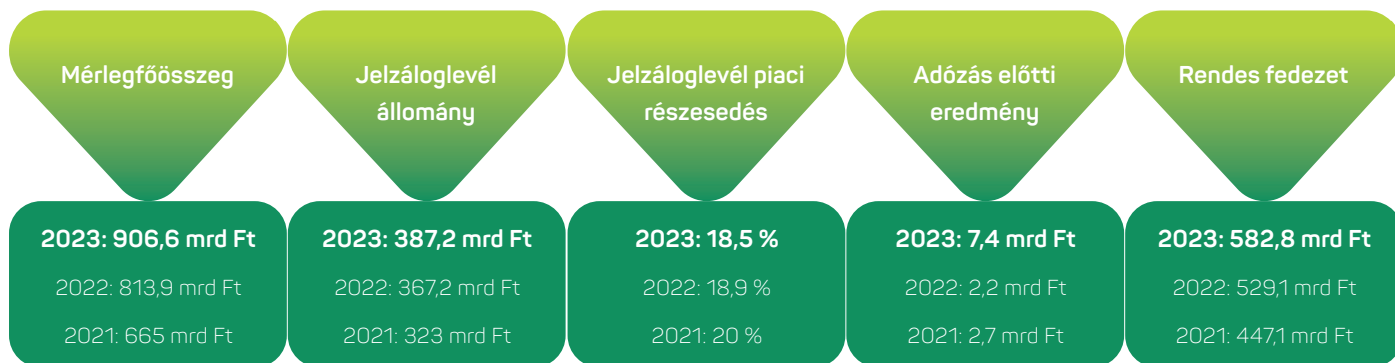 Mérlegfőösszeg
2023: 906,6 mrd Ft
2022: 813,9 mrd Ft
2021: 665 mrd Ft
Jelzáloglevél
állomány
2023: 387,2 mrd Ft
2022: 367,2 mrd Ft
2021: 323 mrd Ft
Jelzáloglevél piaci
részesedés
2023: 18,5 %
2022: 18,9 %
2021: 20 %
Adózás előtti
eredmény
2023: 7,4 mrd Ft
2022: 2,2 mrd Ft
2021: 2,7 mrd Ft
Rendes fedezet
2023: 582,8 mrd Ft
2022: 529,1 mrd Ft
2021: 447,1 mrd Ft